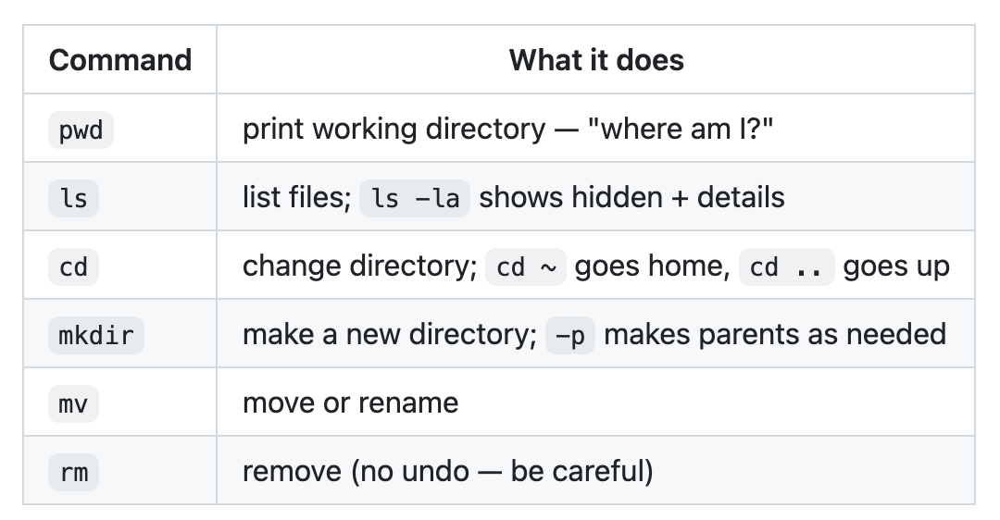 Command What it does
pwd print working directory — "where am I?"
ls list files; ls -la shows hidden + details
cd change directory; cd ~ goes home, cd .. goes up
mkdir make a new directory; -p makes parents as needed
mv move or rename
rm remove (no undo — be careful)